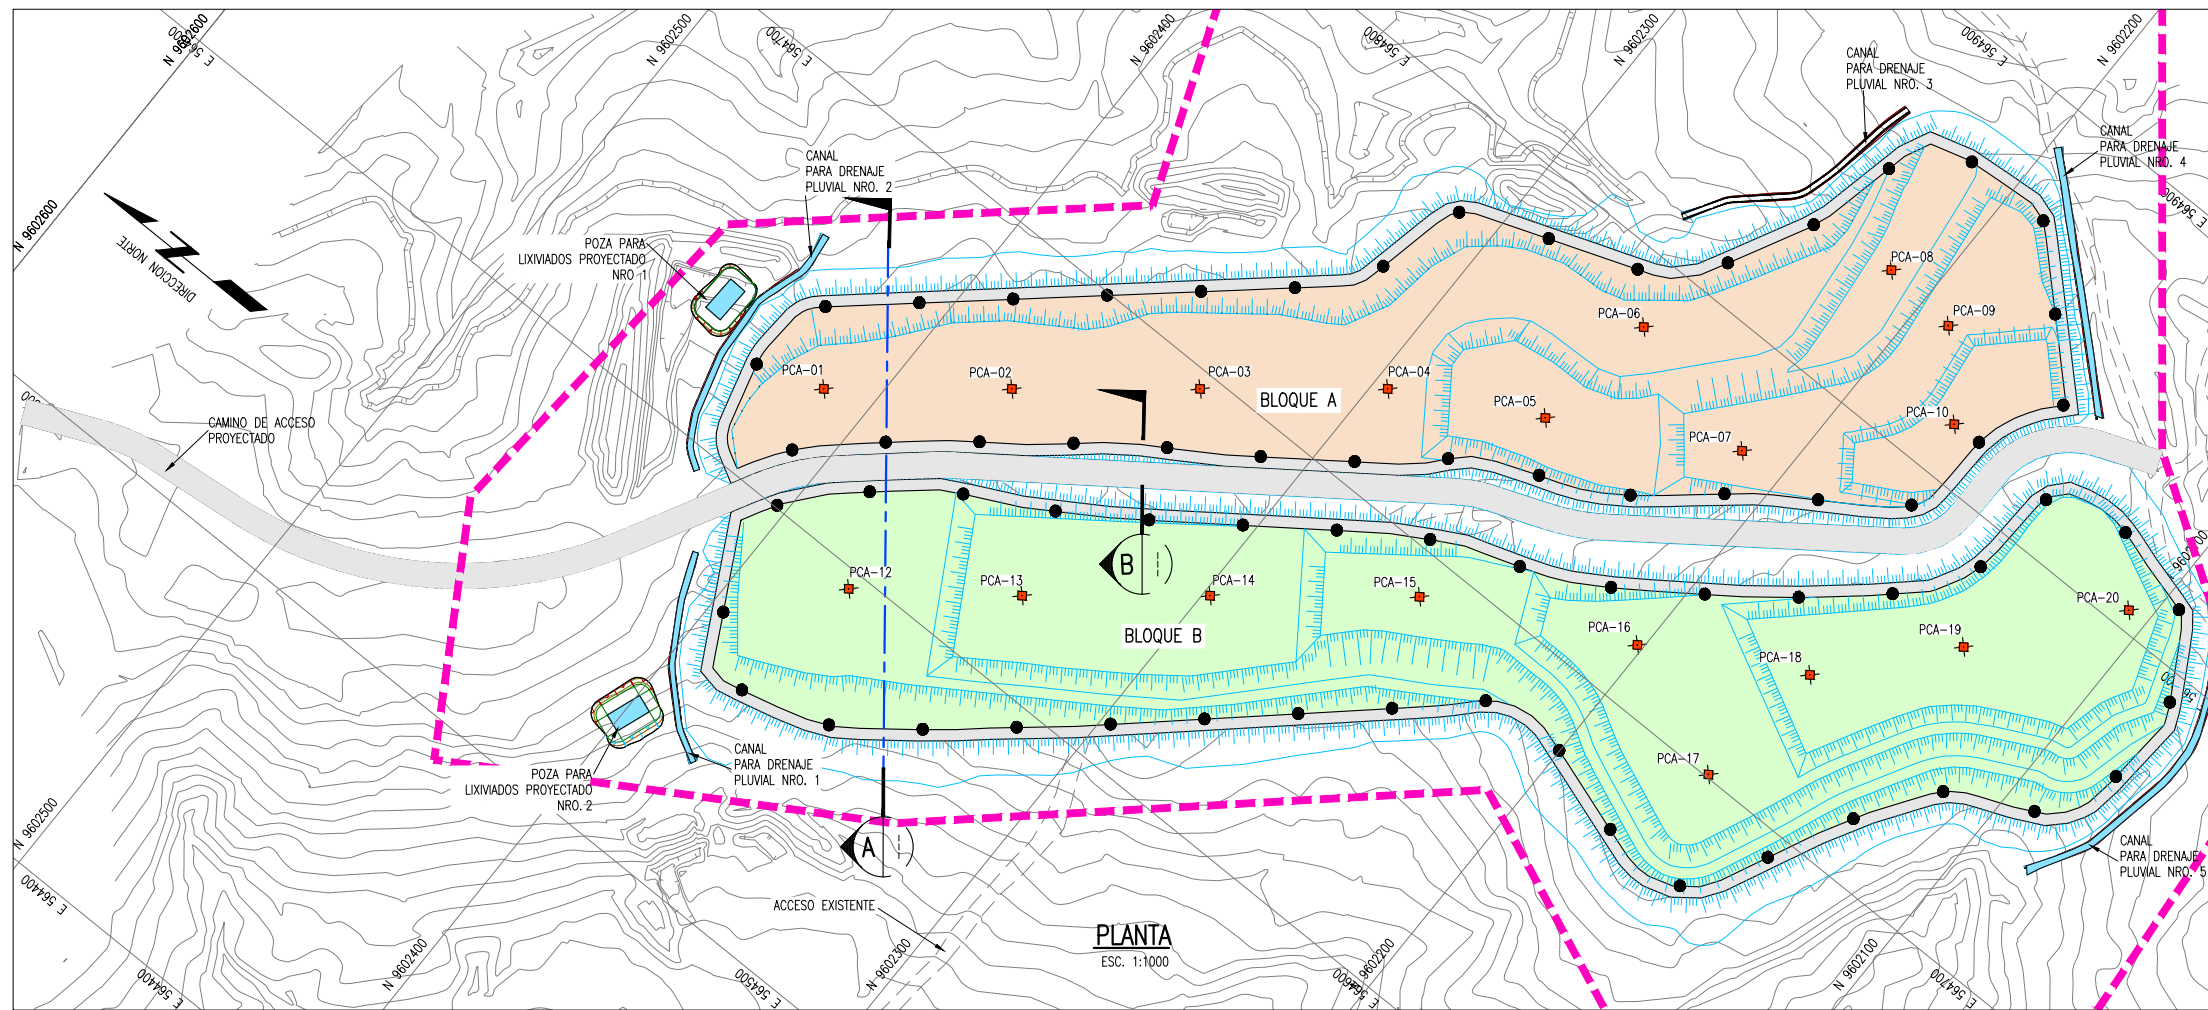 N 9602600
N 9602500
E 564700
N 9602400
E 564800
N 9602300
E 564900
N 9602200
CANAL
PARA DRENAJE
PLUVIAL NRO. 3
CANAL
PARA DRENAJE
PLUVIAL NRO. 4
CANAL
PARA DRENAJE
PLUVIAL NRO. 2
N 9602600
DIRECCION NORTE
N
POZA PARA
LIXIVIADOS PROYECTADO
NRO 1
E 564900
PCA-08
PCA-06
PCA-09
PCA-01
PCA-02
PCA-03
PCA-04
BLOQUE A
PCA-05
PCA-10
PCA-07
CAMINO DE ACCESO
PROYECTADO
B
PCA-12
PCA-13
PCA-14
PCA-15
PCA-16
PCA-20
BLOQUE B
PCA-19
PCA-18
PCA-17
CANAL
PARA DRENAJE
PLUVIAL NRO. 1
POZA PARA
LIXIVIADOS PROYECTADO
NRO. 2
N 9602500
A
CANAL
PARA DRENAJE
PLUVIAL NRO. 5
E 564400
ACCESO EXISTENTE
PLANTA
ESC. 1:1000
E 564400
N 9602400
E 564500
N 9602300
E 564600
N 9602200
N 9602100
E 564700